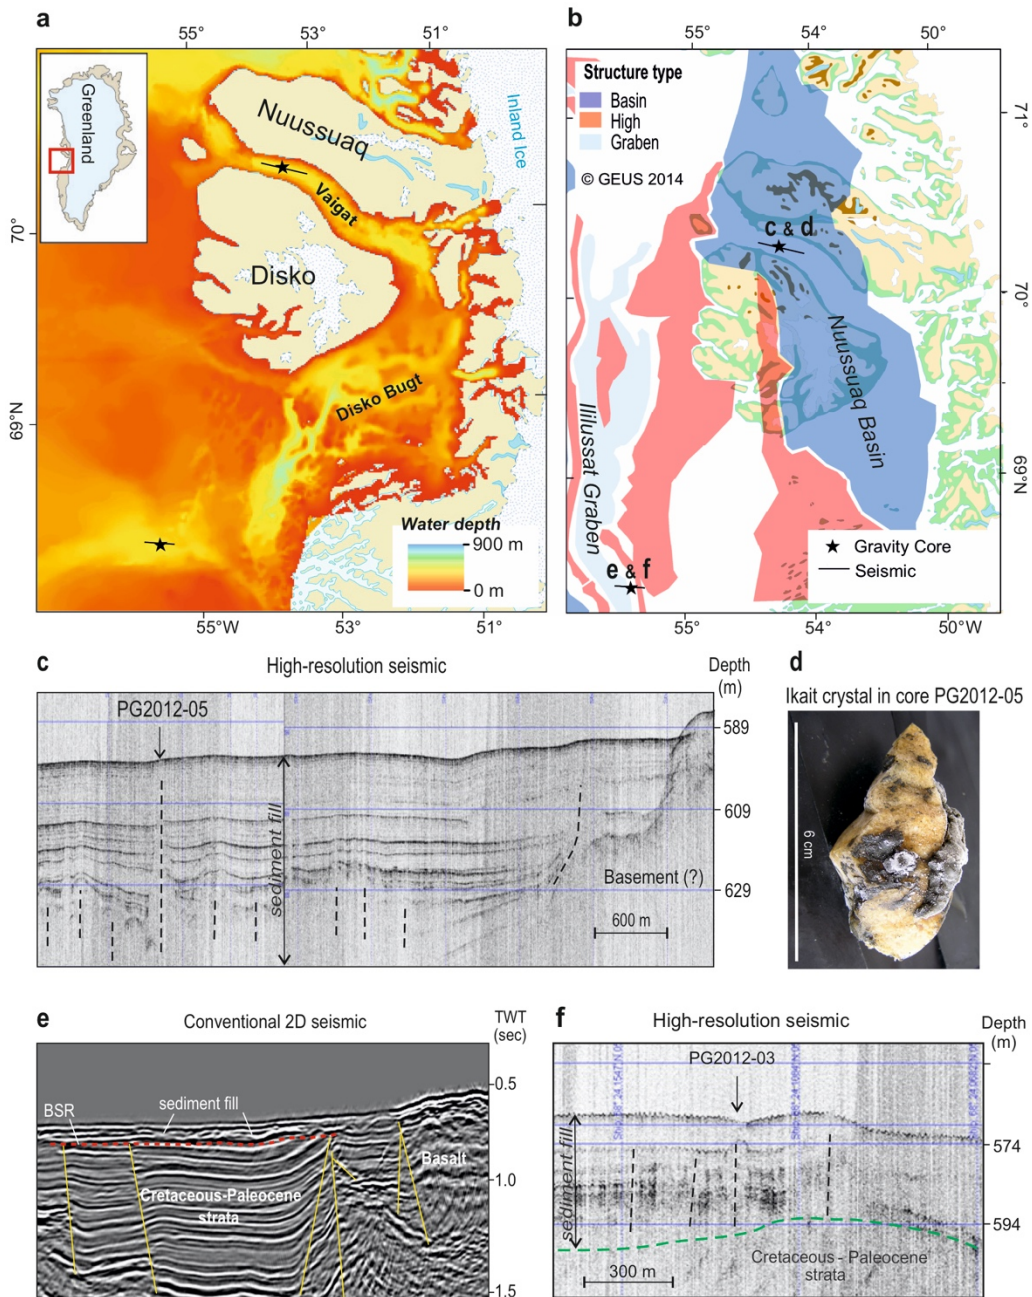 a
55° 53° 51°
Greenland
Nuussuaq
Inland Ice
Vaigat
70°
Disko
Disko Bugt
69°N
Water depth
900 m
0 m
55°W 53° 51°
b
55° 54° 50°
Structure type
Basin
High
Graben
© GEUS 2014
71°
c & d
70°
Nuussuaq Basin
Ililussat Graben
69°N
e & f
Gravity Core
Seismic
55° 54° 50°W
c
High-resolution seismic
Depth
(m)
PG2012-05
589
609
sediment fill
Basement (?)
629
600 m
d
Ikait crystal in core PG2012-05
6 cm
e
Conventional 2D seismic
TWT
(sec)
0.5
BSR
sediment fill
Basalt
1.0
Cretaceous-Paleocene
strata
1.5
f
High-resolution seismic
Depth
(m)
PG2012-03
574
sediment fill
594
Cretaceous - Paleocene
strata
300 m